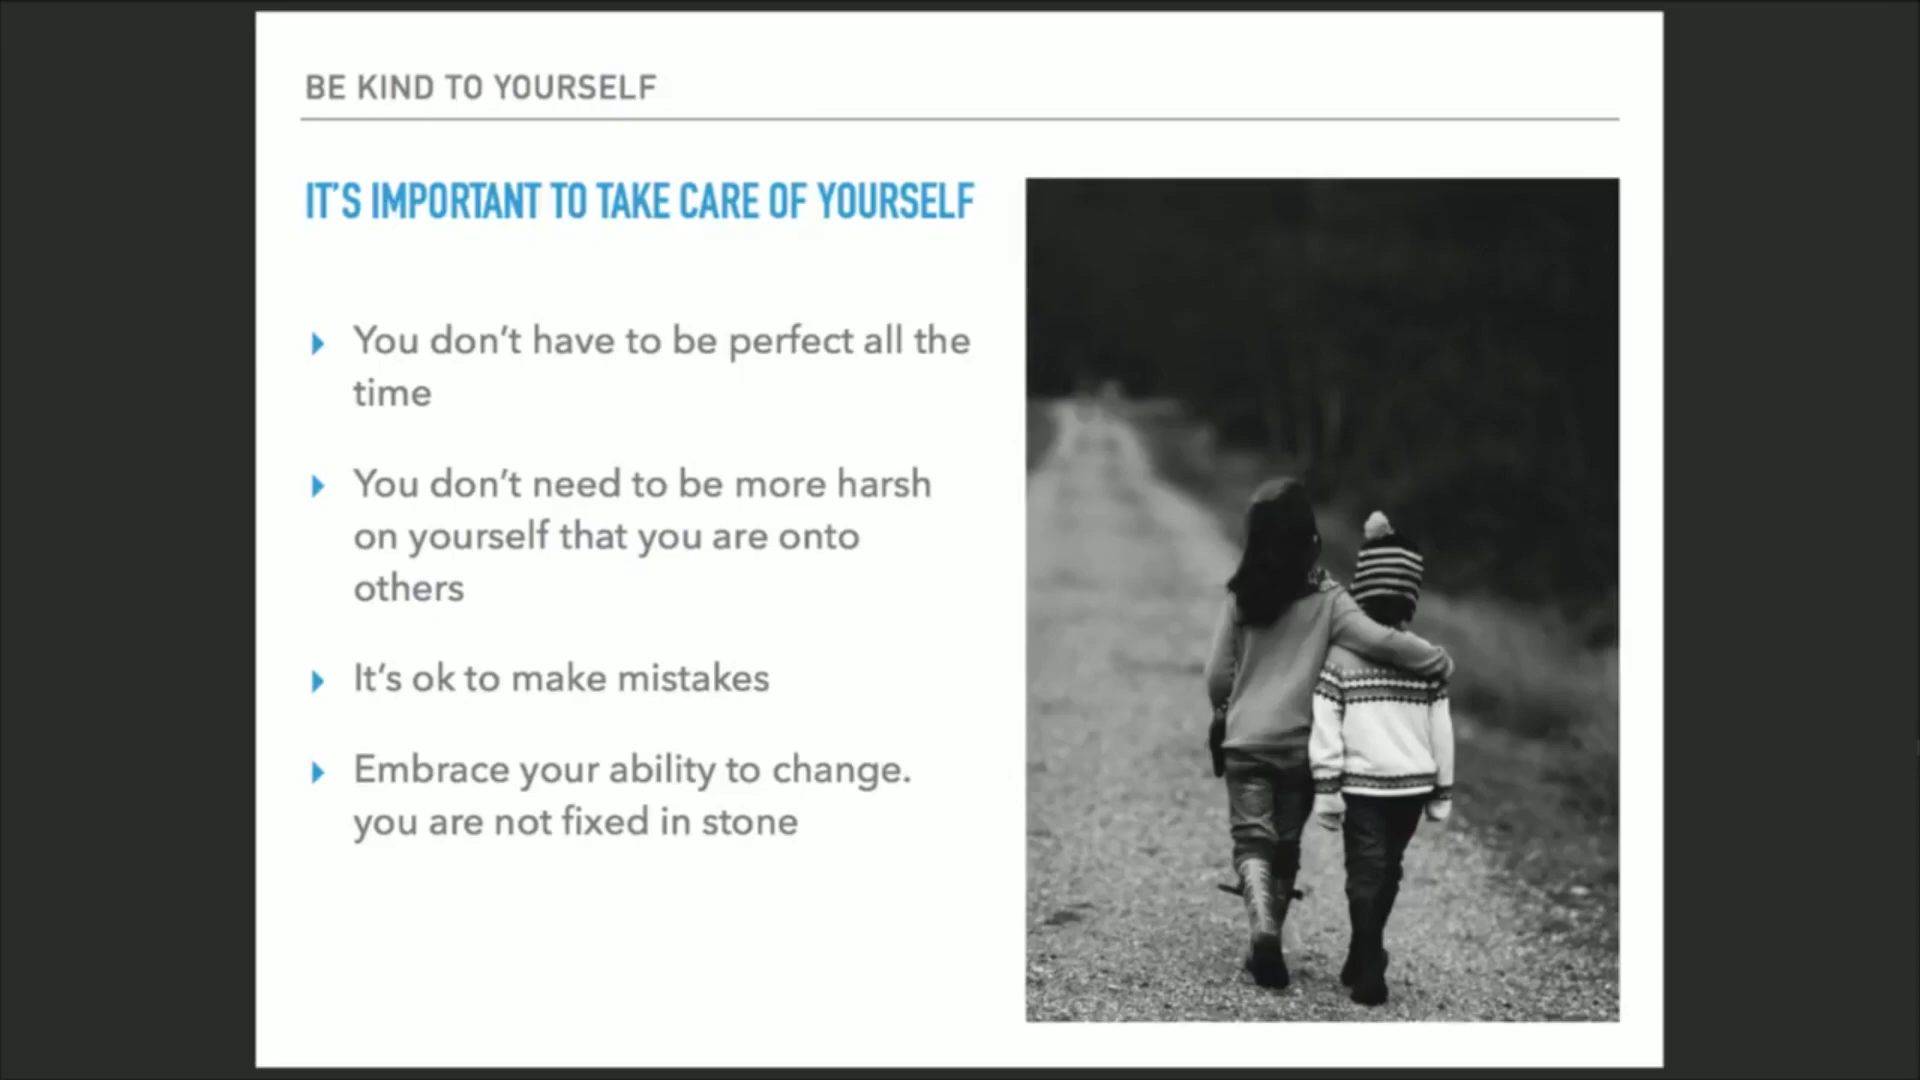 BE KIND TO YOURSELF
IT'S IMPORTANT TO TAKE CARE OF YOURSELF
You don't have to be perfect all the
time
You don't need to be more harsh
on yourself that you are onto
others
It's ok to make mistakes
Embrace your ability to change.
you are not fixed in stone